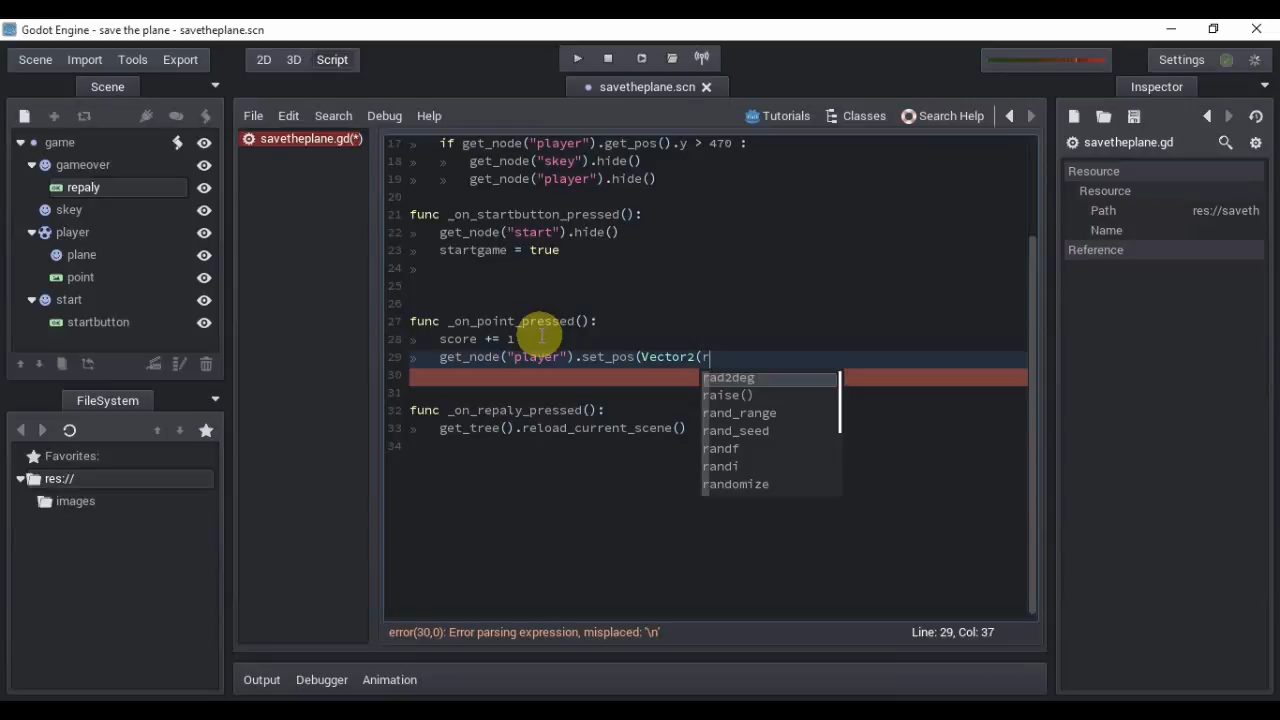 Godot Engine - save the plane - savetheplane.scn
Scene Import Tools Export 2D 3D Script Settings
Scene savetheplane.scn Inspector
File Edit Search Debug Help Tutorials Classes Search Help
game
gameover
repaly
skey
player
plane
point
start
startbutton
FileSystem
Favorites:
res://
images
savetheplane.gd(*)
17 » if get_node("player").get_pos().y > 470 :
18 » » get_node("skey").hide()
19 » » get_node("player").hide()
20
21 func _on_startbutton_pressed():
22 » get_node("start").hide()
23 » startgame = true
24 »
25
26
27 func _on_point_pressed():
28 » score += 1
29 » get_node("player").set_pos(Vector2(r
30
31
32 func _on_repaly_pressed():
33 » get_tree().reload_current_scene()
34
rad2deg
raise()
rand_range
rand_seed
randf
randi
randomize
error(30,0): Error parsing expression, misplaced: '\n' Line: 29, Col: 37
Output Debugger Animation
savetheplane.gd
Resource
Resource
Path res://saveth
Name
Reference